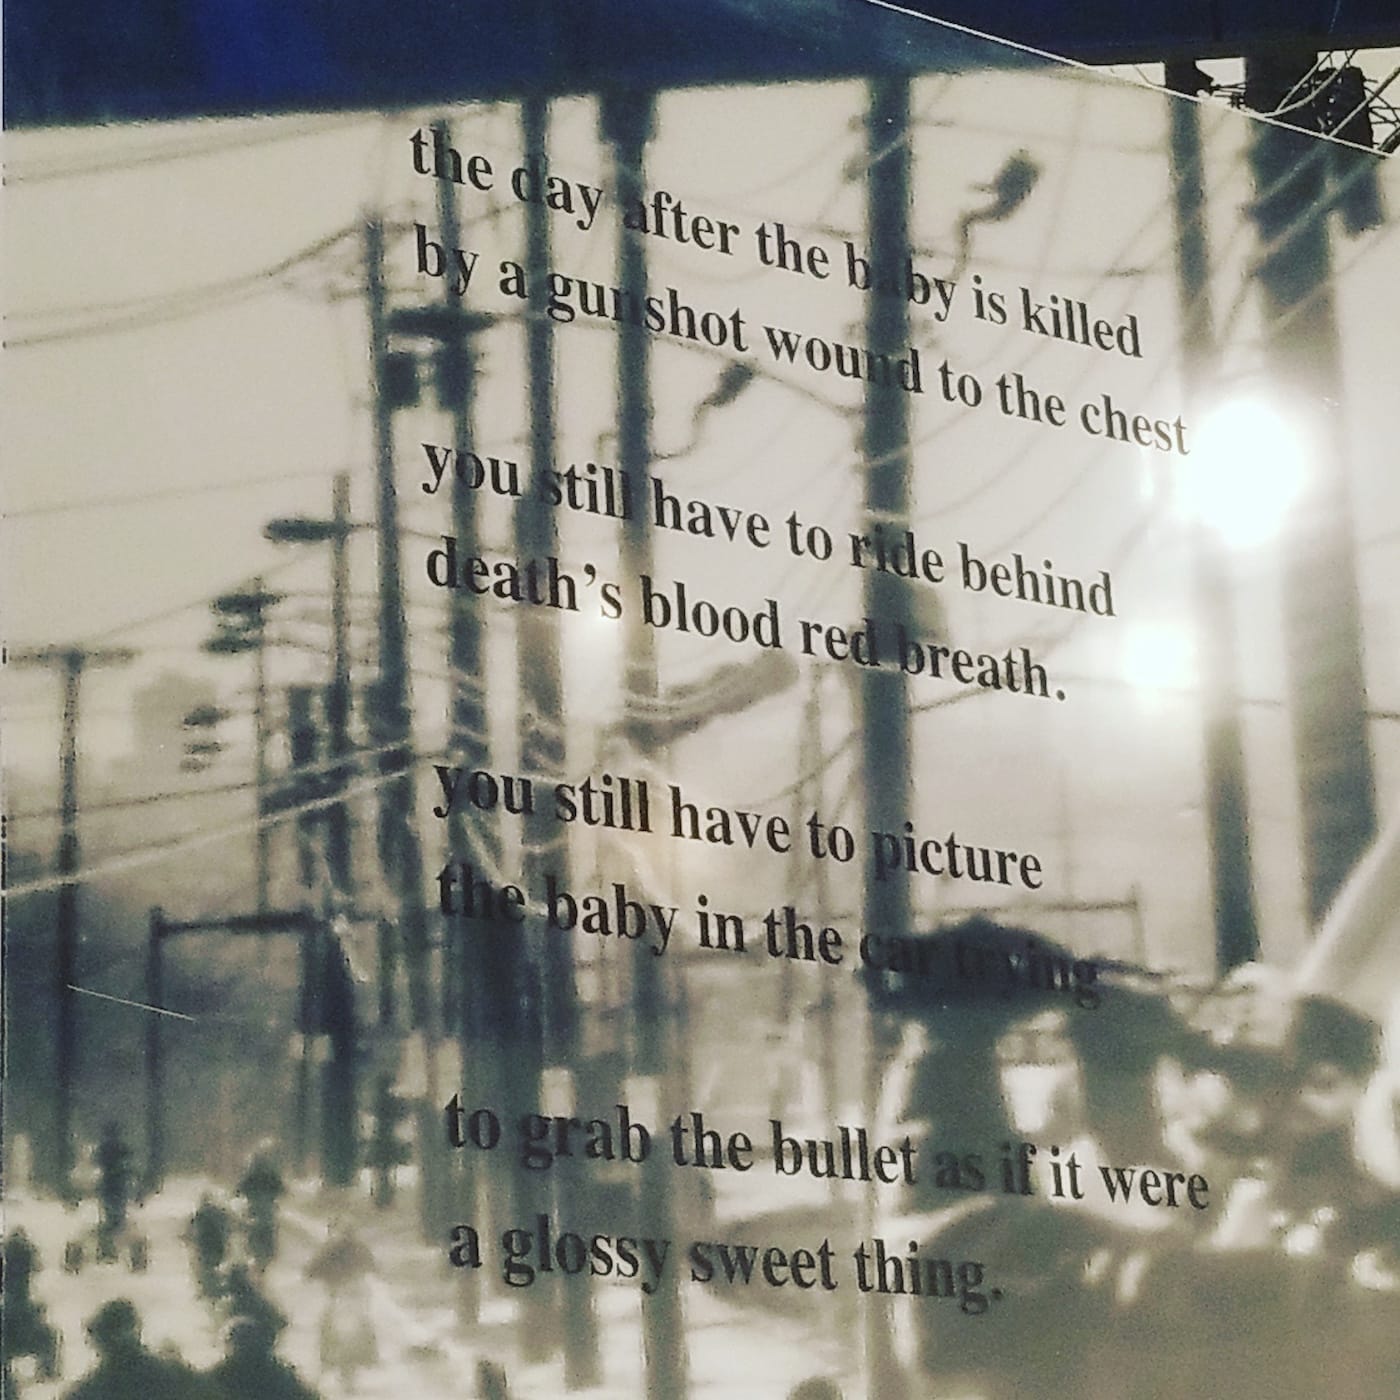 the day after the baby is killed
by a gunshot wound to the chest
you still have to ride behind
death's blood red breath.
you still have to picture
the baby in the car trying
to grab the bullet as if it were
a glossy sweet thing.